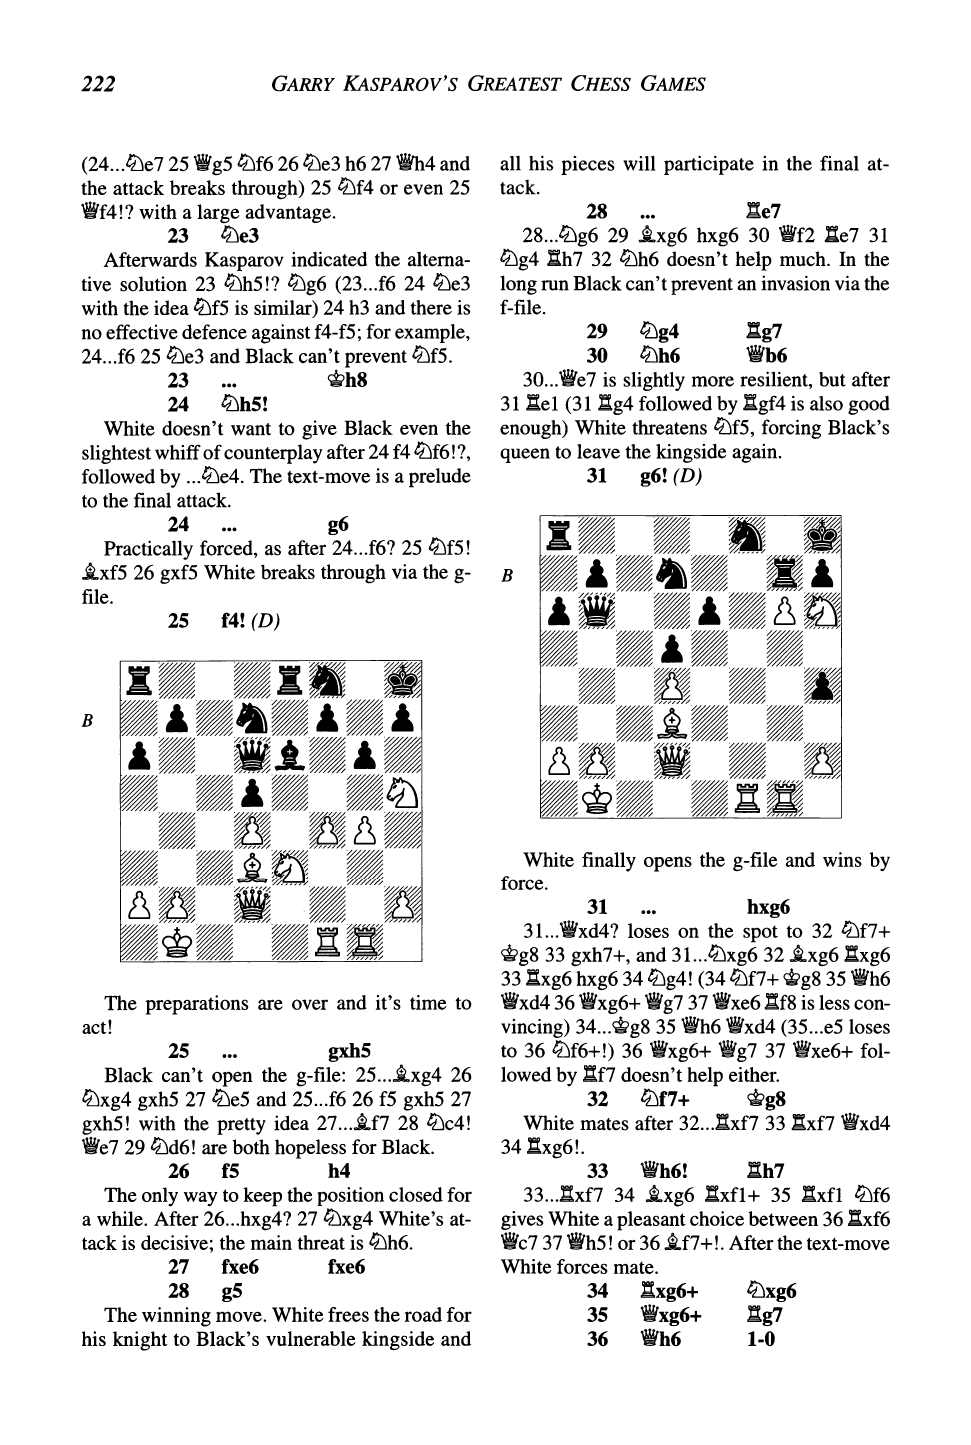 222
GARRY KASPAROV'S GREATEST CHESS GAMES
(24...♘e7 25 ♕g5 ♘f6 26 ♘e3 h6 27 ♕h4 and
the attack breaks through) 25 ♘f4 or even 25
♕f4!? with a large advantage.
23 ♘e3
Afterwards Kasparov indicated the alterna-
tive solution 23 ♘h5!? ♘g6 (23...f6 24 ♘e3
with the idea ♘f5 is similar) 24 h3 and there is
no effective defence against f4-f5; for example,
24...f6 25 ♘e3 and Black can't prevent ♘f5.
23 ... ♔h8
24 ♘h5!
White doesn't want to give Black even the
slightest whiff of counterplay after 24 f4 ♘f6!?,
followed by ...♘e4. The text-move is a prelude
to the final attack.
24 ... g6
Practically forced, as after 24...f6? 25 ♘f5!
♗xf5 26 gxf5 White breaks through via the g-
file.
25 f4! (D)
B
The preparations are over and it's time to
act!
25 ... gxh5
Black can't open the g-file: 25...♗xg4 26
♘xg4 gxh5 27 ♘e5 and 25...f6 26 f5 gxh5 27
gxh5! with the pretty idea 27...♗f7 28 ♘c4!
♕e7 29 ♘d6! are both hopeless for Black.
26 f5 h4
The only way to keep the position closed for
a while. After 26...hxg4? 27 ♘xg4 White's at-
tack is decisive; the main threat is ♘h6.
27 fxe6 fxe6
28 g5
The winning move. White frees the road for
his knight to Black's vulnerable kingside and
all his pieces will participate in the final at-
tack.
28 ... ♖e7
28...♘g6 29 ♗xg6 hxg6 30 ♕f2 ♖e7 31
♘g4 ♖h7 32 ♘h6 doesn't help much. In the
long run Black can't prevent an invasion via the
f-file.
29 ♘g4 ♖g7
30 ♘h6 ♕b6
30...♕e7 is slightly more resilient, but after
31 ♖e1 (31 ♖g4 followed by ♖gf4 is also good
enough) White threatens ♘f5, forcing Black's
queen to leave the kingside again.
31 g6! (D)
B
White finally opens the g-file and wins by
force.
31 ... hxg6
31...♕xd4? loses on the spot to 32 ♘f7+
♔g8 33 gxh7+, and 31...♘xg6 32 ♗xg6 ♖xg6
33 ♖xg6 hxg6 34 ♘g4! (34 ♘f7+ ♔g8 35 ♕h6
♕xd4 36 ♕xg6+ ♕g7 37 ♕xe6 ♖f8 is less con-
vincing) 34...♔g8 35 ♕h6 ♕xd4 (35...e5 loses
to 36 ♘f6+!) 36 ♕xg6+ ♕g7 37 ♕xe6+ fol-
lowed by ♖f7 doesn't help either.
32 ♘f7+ ♔g8
White mates after 32...♖xf7 33 ♖xf7 ♕xd4
34 ♖xg6!.
33 ♕h6! ♖h7
33...♖xf7 34 ♗xg6 ♖xf1+ 35 ♖xf1 ♘f6
gives White a pleasant choice between 36 ♖xf6
♕c7 37 ♕h5! or 36 ♗f7+!. After the text-move
White forces mate.
34 ♖xg6+ ♘xg6
35 ♕xg6+ ♖g7
36 ♕h6 1-0